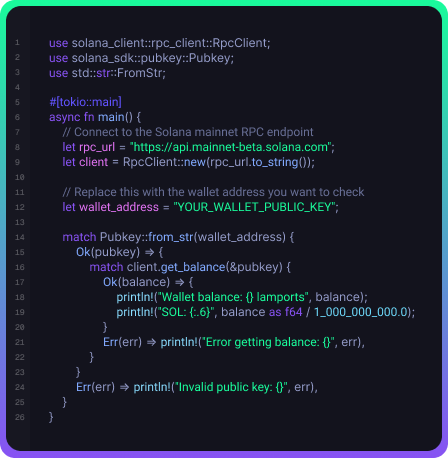 1 use solana_client::rpc_client::RpcClient;
2 use solana_sdk::pubkey::Pubkey;
3 use std::str::FromStr;
4
5 #[tokio::main]
6 async fn main() {
7 // Connect to the Solana mainnet RPC endpoint
8 let rpc_url = "https://api.mainnet-beta.solana.com";
9 let client = RpcClient::new(rpc_url.to_string());
10
11 // Replace this with the wallet address you want to check
12 let wallet_address = "YOUR_WALLET_PUBLIC_KEY";
13
14 match Pubkey::from_str(wallet_address) {
15 Ok(pubkey) => {
16 match client.get_balance(&pubkey) {
17 Ok(balance) => {
18 println!("Wallet balance: {} lamports", balance);
19 println!("SOL: {:.6}", balance as f64 / 1_000_000_000.0);
20 }
21 Err(err) => println!("Error getting balance: {}", err),
22 }
23 }
24 Err(err) => println!("Invalid public key: {}", err),
25 }
26 }